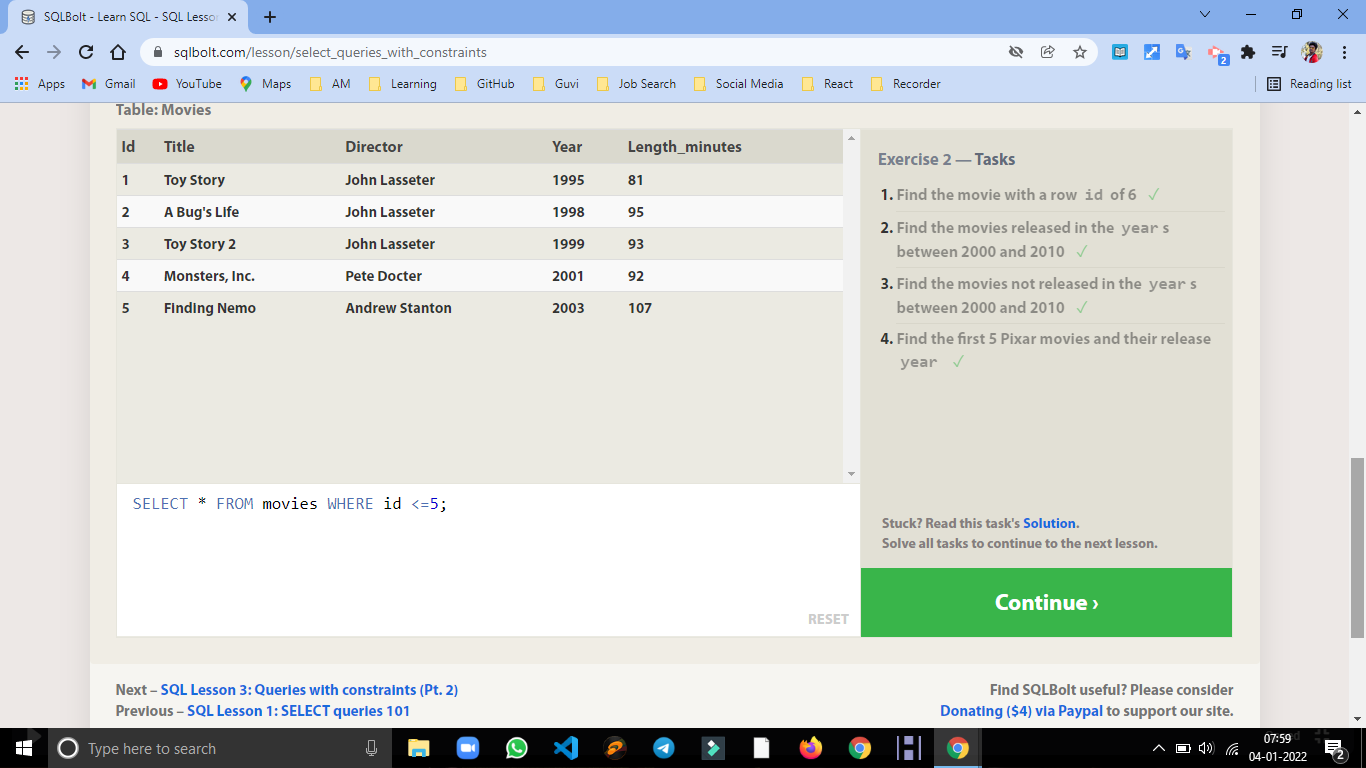 SQLBolt - Learn SQL - SQL Lesson
sqlbolt.com/lesson/select_queries_with_constraints
2
Apps Gmail YouTube Maps AM Learning GitHub Guvi Job Search Social Media React Recorder Reading list
Table: Movies
Id Title Director Year Length_minutes
1 Toy Story John Lasseter 1995 81
2 A Bug's Life John Lasseter 1998 95
3 Toy Story 2 John Lasseter 1999 93
4 Monsters, Inc. Pete Docter 2001 92
5 Finding Nemo Andrew Stanton 2003 107
Exercise 2 — Tasks
1. Find the movie with a row id of 6 ✓
2. Find the movies released in the year s
between 2000 and 2010 ✓
3. Find the movies not released in the year s
between 2000 and 2010 ✓
4. Find the first 5 Pixar movies and their release
year ✓
SELECT * FROM movies WHERE id <=5;
RESET
Stuck? Read this task's Solution.
Solve all tasks to continue to the next lesson.
Continue ›
Next – SQL Lesson 3: Queries with constraints (Pt. 2)
Previous – SQL Lesson 1: SELECT queries 101
Find SQLBolt useful? Please consider
Donating ($4) via Paypal to support our site.
Type here to search
07:59
04-01-2022
2